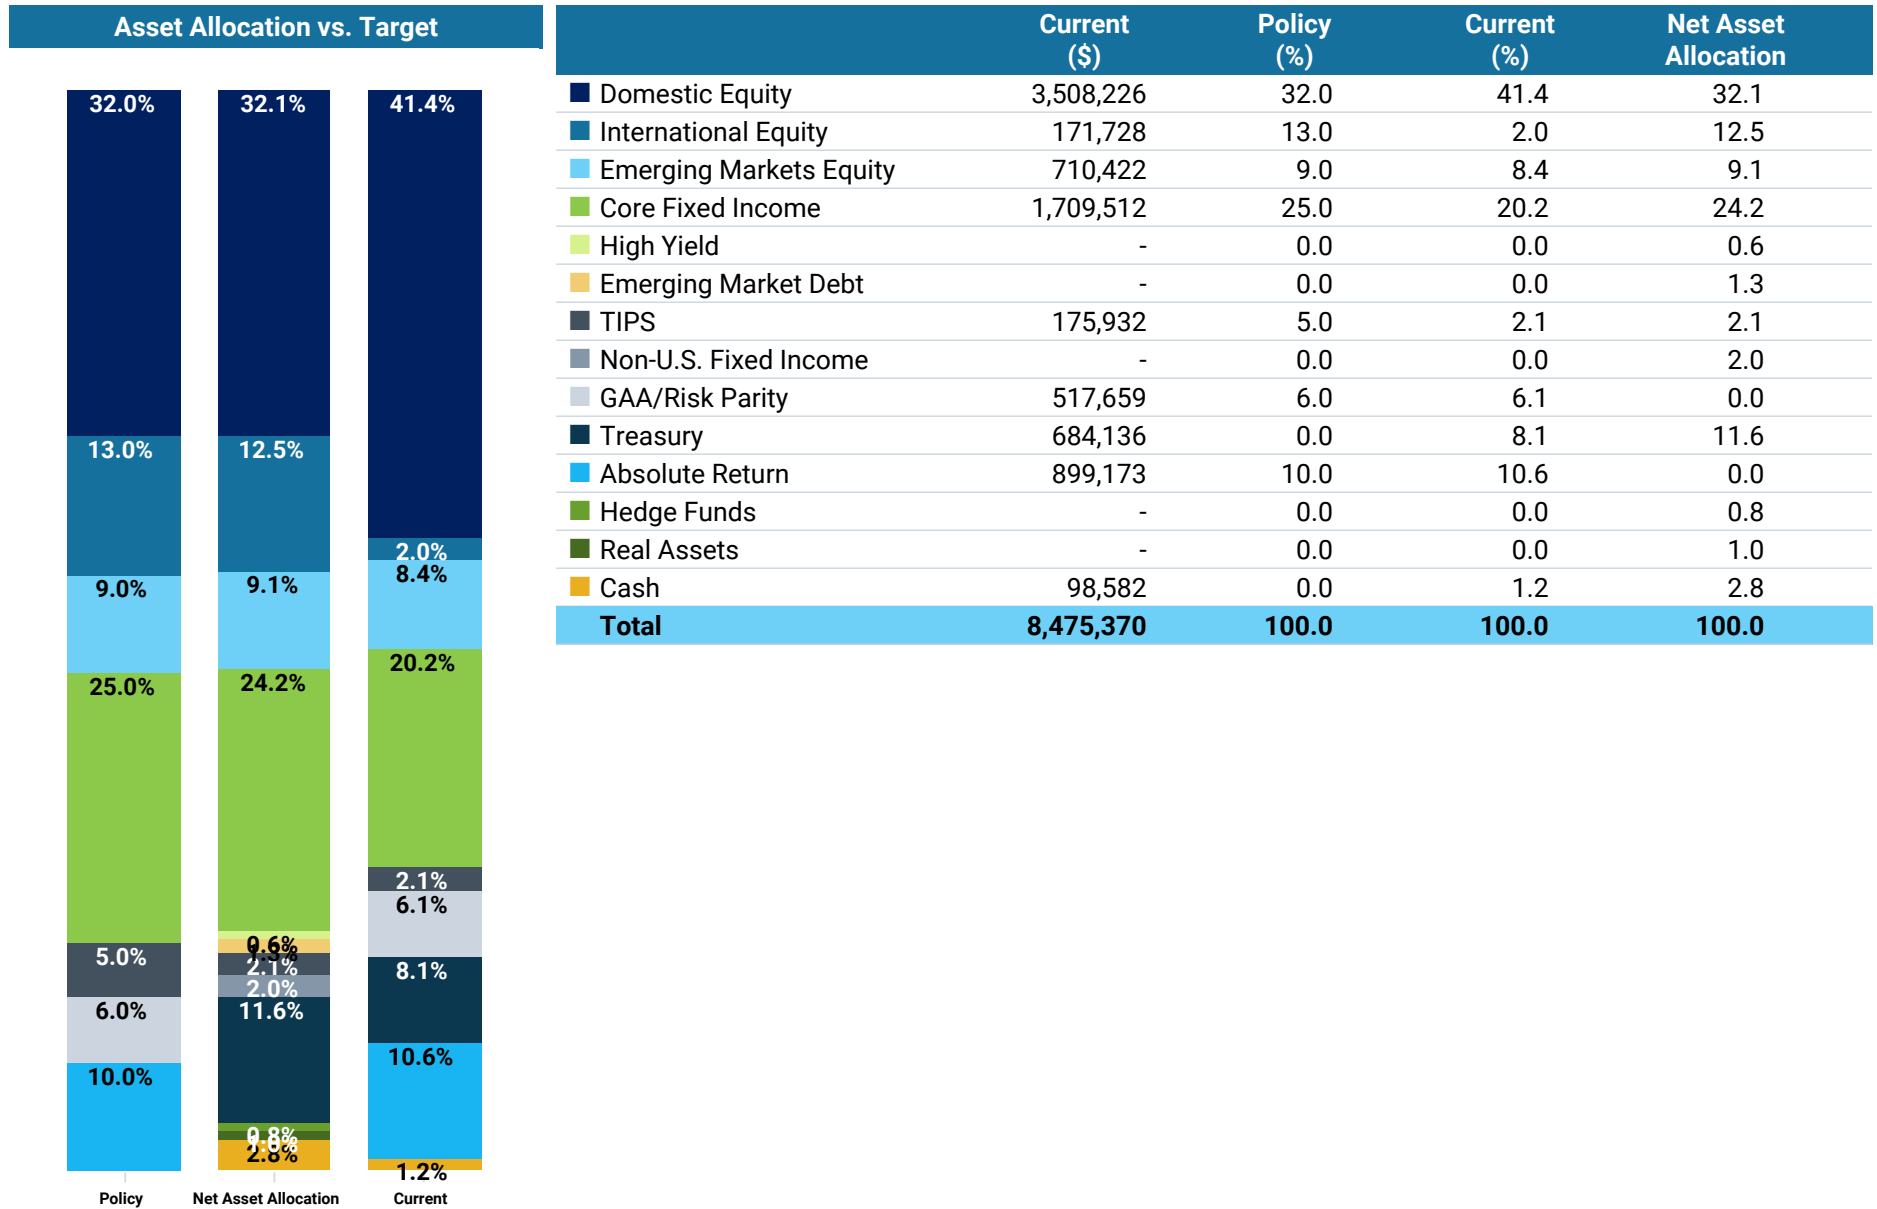 Asset Allocation vs. Target
32.0%
13.0%
9.0%
25.0%
5.0%
6.0%
10.0%
Policy
32.1%
12.5%
9.1%
24.2%
0.6%
1.3%
2.1%
2.0%
11.6%
0.8%
1.0%
2.8%
Net Asset Allocation
41.4%
2.0%
8.4%
20.2%
2.1%
6.1%
8.1%
10.6%
1.2%
Current
Current ($) Policy (%) Current (%) Net Asset Allocation
Domestic Equity 3,508,226 32.0 41.4 32.1
International Equity 171,728 13.0 2.0 12.5
Emerging Markets Equity 710,422 9.0 8.4 9.1
Core Fixed Income 1,709,512 25.0 20.2 24.2
High Yield - 0.0 0.0 0.6
Emerging Market Debt - 0.0 0.0 1.3
TIPS 175,932 5.0 2.1 2.1
Non-U.S. Fixed Income - 0.0 0.0 2.0
GAA/Risk Parity 517,659 6.0 6.1 0.0
Treasury 684,136 0.0 8.1 11.6
Absolute Return 899,173 10.0 10.6 0.0
Hedge Funds - 0.0 0.0 0.8
Real Assets - 0.0 0.0 1.0
Cash 98,582 0.0 1.2 2.8
Total 8,475,370 100.0 100.0 100.0